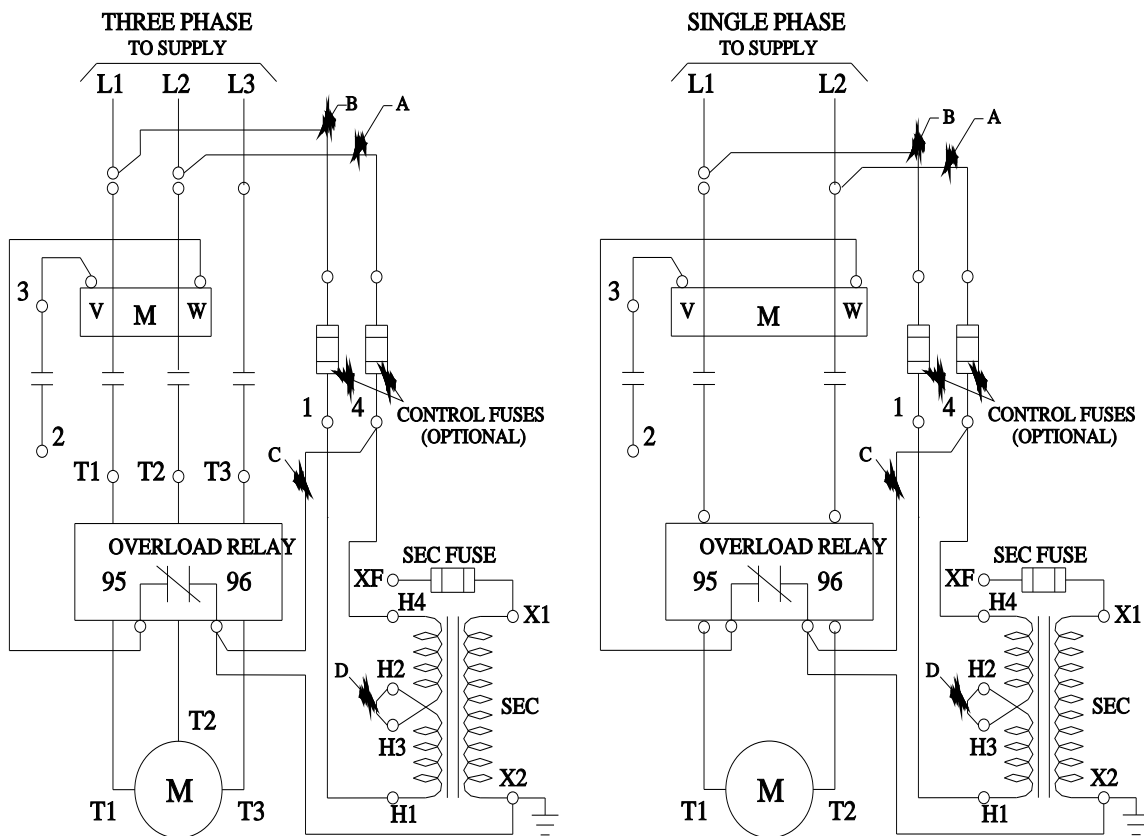 THREE PHASE
TO SUPPLY
L1 L2 L3
B A
3
V M W
1 4
CONTROL FUSES
(OPTIONAL)
2
C
T1 T2 T3
OVERLOAD RELAY
95 96
SEC FUSE
XF
H4 X1
D H2
SEC
H3
T2
M
T1 T3
X2
H1
SINGLE PHASE
TO SUPPLY
L1 L2
B A
3
V M W
1 4
CONTROL FUSES
(OPTIONAL)
2
C
OVERLOAD RELAY
95 96
SEC FUSE
XF
H4 X1
D H2
SEC
H3
M
T1 T2
X2
H1